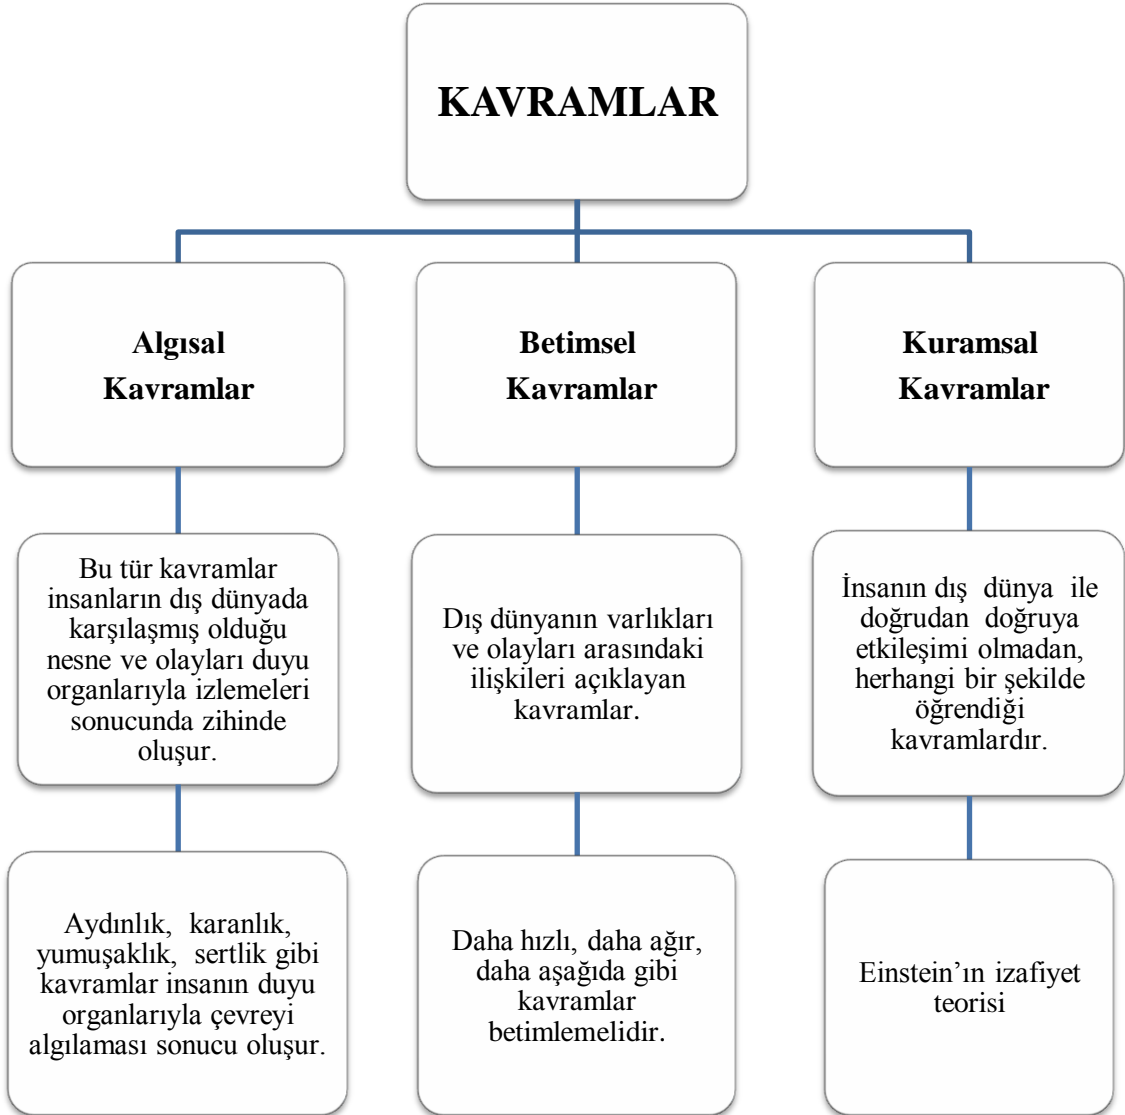 KAVRAMLAR
Algısal
Kavramlar
Betimsel
Kavramlar
Kuramsal
Kavramlar
Bu tür kavramlar
insanların dış dünyada
karşılaşmış olduğu
nesne ve olayları duyu
organlarıyla izlemeleri
sonucunda zihinde
oluşur.
Dış dünyanın varlıkları
ve olayları arasındaki
ilişkileri açıklayan
kavramlar.
İnsanın dış dünya ile
doğrudan doğruya
etkileşimi olmadan,
herhangi bir şekilde
öğrendiği
kavramlardır.
Aydınlık, karanlık,
yumuşaklık, sertlik gibi
kavramlar insanın duyu
organlarıyla çevreyi
algılaması sonucu oluşur.
Daha hızlı, daha ağır,
daha aşağıda gibi
kavramlar
betimlemelidir.
Einstein’ın izafiyet
teorisi